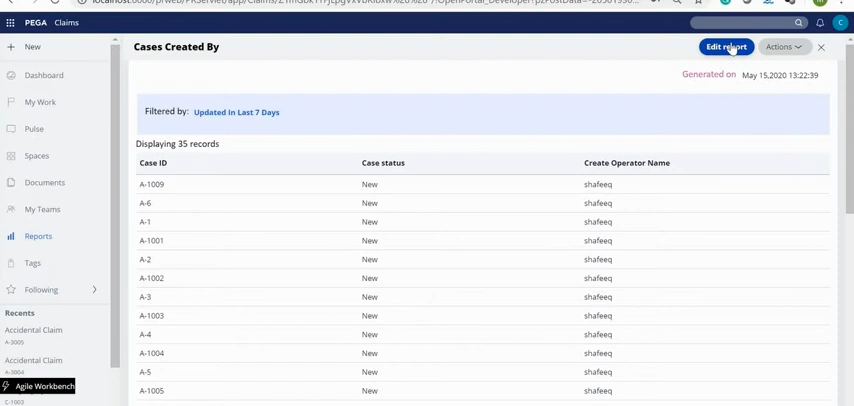 PEGA Claims
C
+ New
Cases Created By
Edit report
Actions
Dashboard
Generated on May 15,2020 13:22:39
My Work
Filtered by: Updated In Last 7 Days
Pulse
Displaying 35 records
Spaces
Case ID Case status Create Operator Name
Documents
A-1009 New shafeeq
A-6 New shafeeq
My Teams
A-1 New shafeeq
Reports
A-1001 New shafeeq
A-2 New shafeeq
Tags
A-1002 New shafeeq
Following
A-3 New shafeeq
Recents
A-1003 New shafeeq
Accidental Claim
A-3005
A-4 New shafeeq
A-1004 New shafeeq
Accidental Claim
A-3004
A-5 New shafeeq
Agile Workbench
A-1005 New shafeeq
C-1003